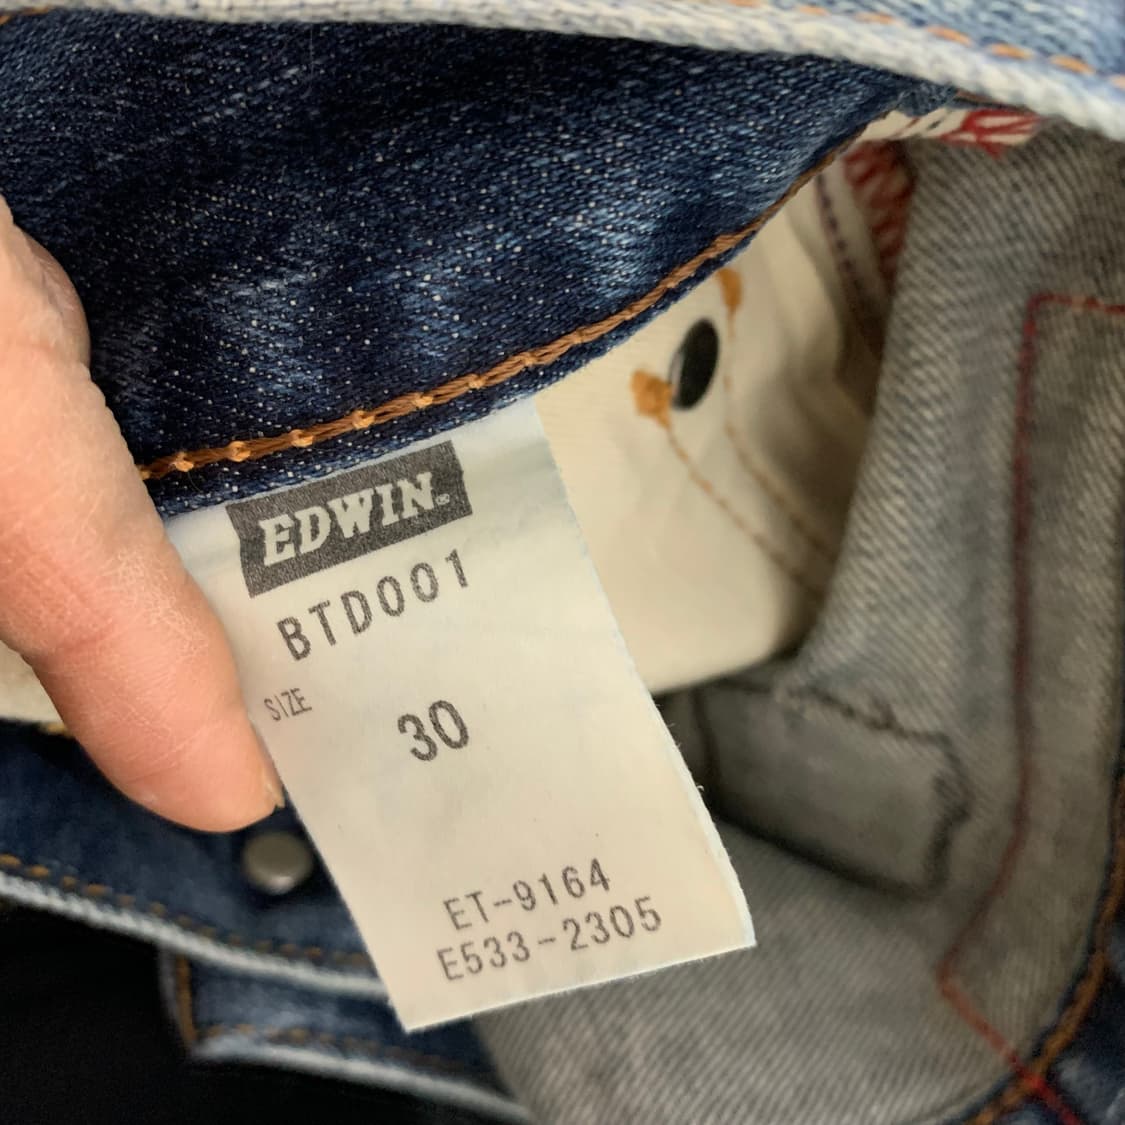 EDWIN
BTD001
SIZE
30
ET-9164
E533-2305